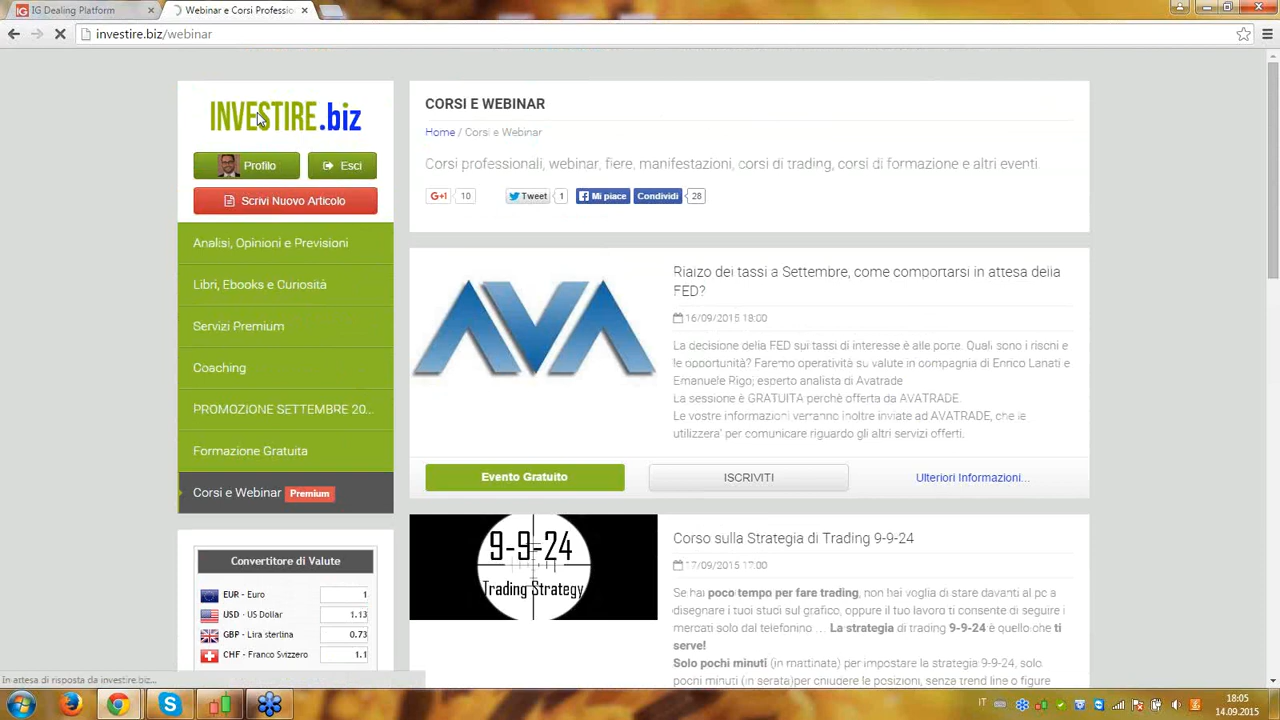 IG Dealing Platform
Webinar e Corsi Professio
investire.biz/webinar
INVESTIRE.biz
Profilo
Esci
Scrivi Nuovo Articolo
Analisi, Opinioni e Previsioni
Libri, Ebooks e Curiosità
Servizi Premium
Coaching
PROMOZIONE SETTEMBRE 20...
Formazione Gratuita
Corsi e Webinar Premium
Convertitore di Valute
EUR - Euro 1
USD - US Dollar 1.13
GBP - Lira sterlina 0.73
CHF - Franco Svizzero 1.1
In attesa di risposta da investire.biz...
CORSI E WEBINAR
Home / Corsi e Webinar
Corsi professionali, webinar, fiere, manifestazioni, corsi di trading, corsi di formazione e altri eventi.
G+1 10 Tweet 1 Mi piace Condividi 28
AVA
Rialzo dei tassi a Settembre, come comportarsi in attesa della
FED?
16/09/2015 18:00
La decisione della FED sui tassi di interesse è alle porte. Quali sono i rischi e
le opportunità? Faremo operatività su valute in compagnia di Enrico Lanati e
Emanuele Rigo; esperto analista di Avatrade
La sessione è GRATUITA perchè offerta da AVATRADE.
Le vostre informazioni verranno inoltre inviate ad AVATRADE, che le
utilizzera' per comunicare riguardo gli altri servizi offerti.
Evento Gratuito
ISCRIVITI
Ulteriori Informazioni...
9-9-24
Trading Strategy
Corso sulla Strategia di Trading 9-9-24
17/09/2015 17:00
Se hai poco tempo per fare trading, non hai voglia di stare davanti al pc a
disegnare i tuoi studi sul grafico, oppure il tuo lavoro ti consente di seguire i
mercati solo dal telefonino ... La strategia di trading 9-9-24 è quello che ti
serve!
Solo pochi minuti (in mattinata) per impostare la strategia 9-9-24, solo
pochi minuti (in serata)per chiudere le posizioni, senza trend line o figure
IT
18:05
14.09.2015